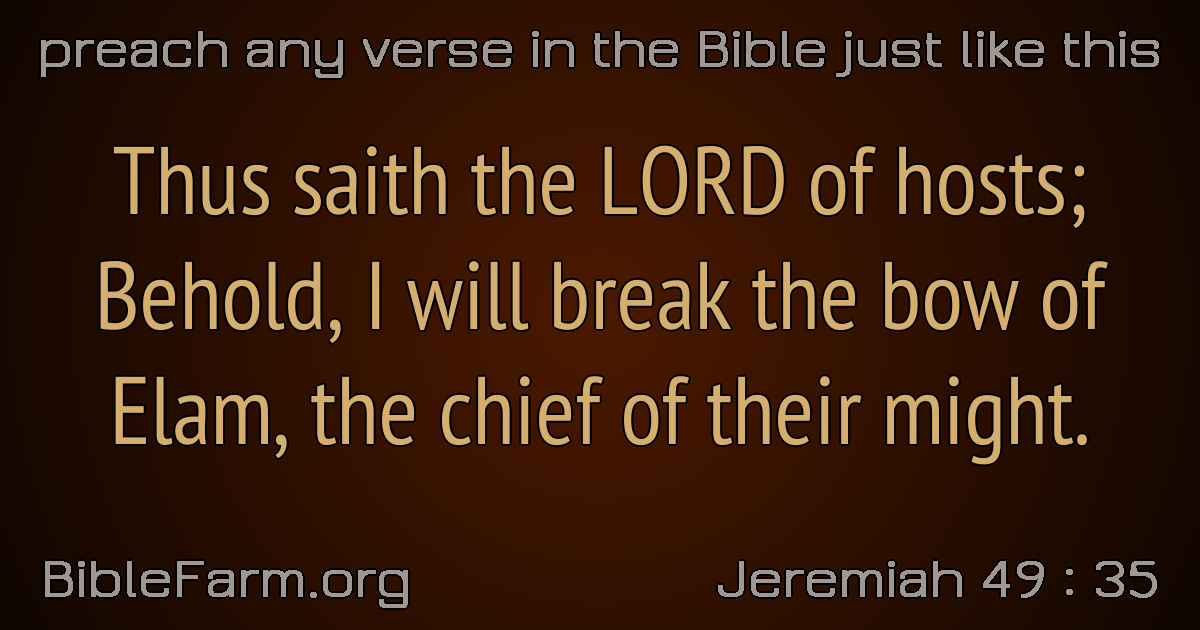 preach any verse in the Bible just like this
Thus saith the LORD of hosts;
Behold, I will break the bow of
Elam, the chief of their might.
BibleFarm.org
Jeremiah 49 : 35